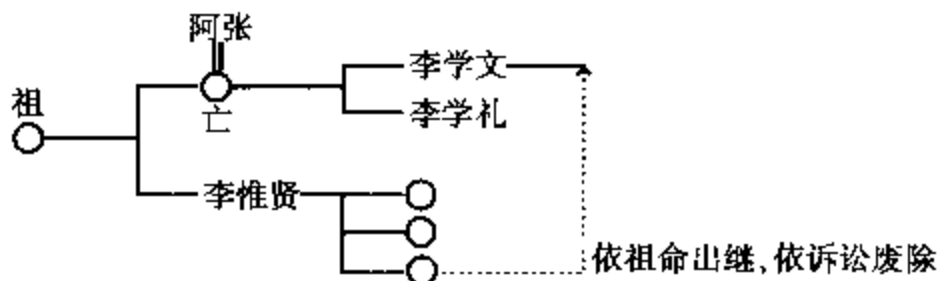 阿张
李学文
祖
亡
李学礼
李惟贤
依祖命出继，依诉讼废除